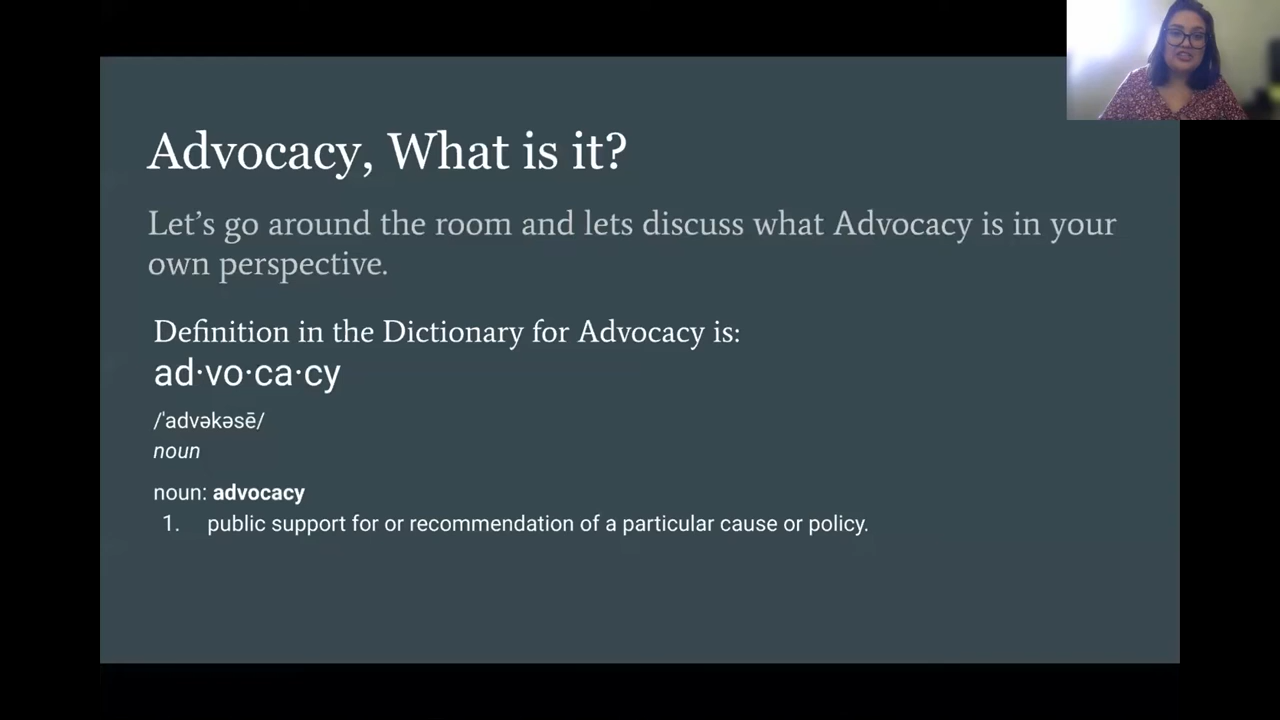 Advocacy, What is it?
Let's go around the room and lets discuss what Advocacy is in your
own perspective.
Definition in the Dictionary for Advocacy is:
ad·vo·ca·cy
/ˈadvəkəsē/
noun
noun: advocacy
1. public support for or recommendation of a particular cause or policy.